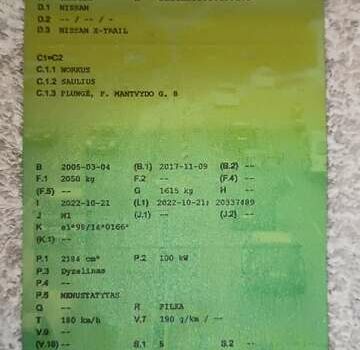 D.1 NISSAN
D.2 -- / -- / -
D.3 NISSAN X-TRAIL
C1=C2
C.1.1 WORKUS
C.1.2 SAULIUS
C.1.3 PLUNGĖ, P. MANTVYDO G. 8
B 2005-03-04 (B.1) 2017-11-09 (B.2) --
F.1 2050 kg F.2 -- (F.4) --
(F.5) -- G 1615 kg H --
I 2022-10-21 (I.1) 2022-10-21; 20337489
J M1 (J.1) -- (J.2) --
K e1*98/14*0166*
(K.1) --
P.1 2184 cm³ P.2 100 kW
P.3 Dyzelinas
P.4 --
P.5 NENUSTATYTAS
Q -- R PILKA
T 180 km/h V.7 190 g/km / --
V.9 --
(V.10) -- S.1 5 S.2 --